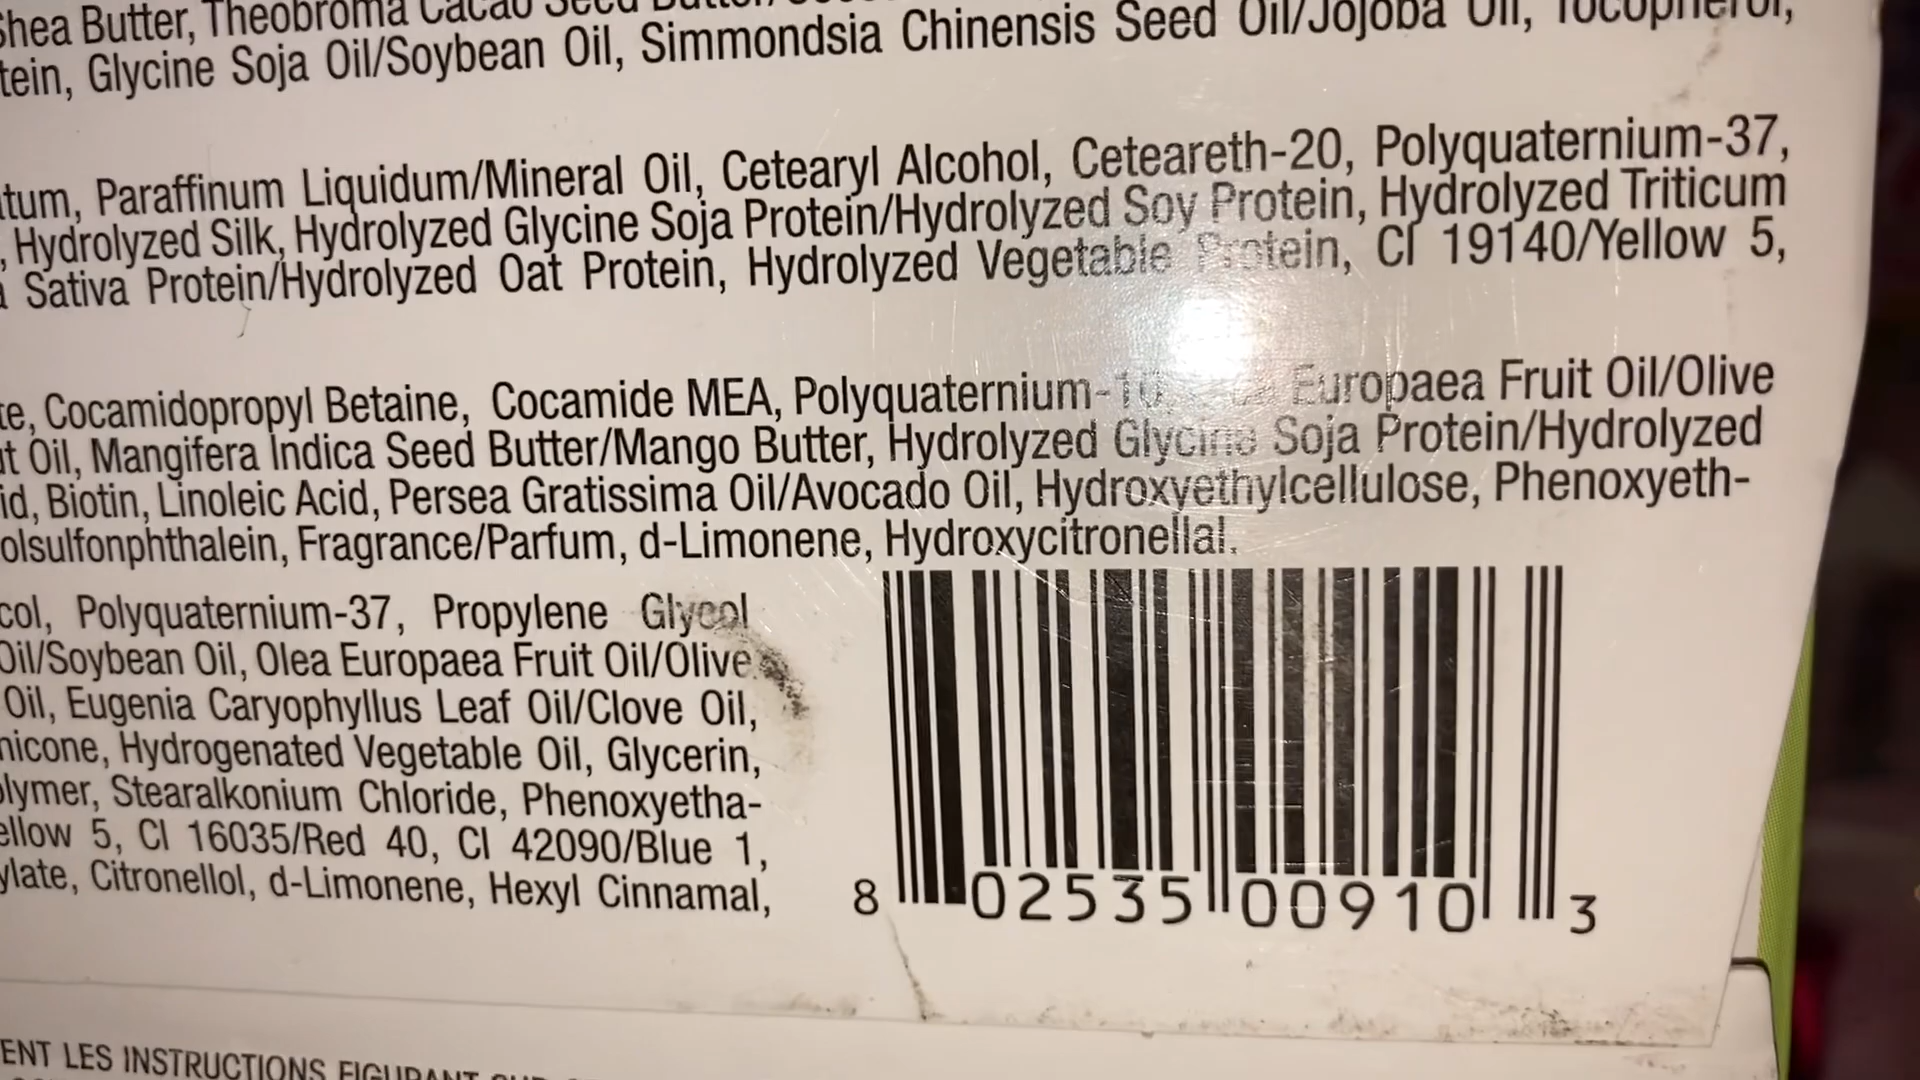 Shea Butter, Theobroma Cacao Seed
tein, Glycine Soja Oil/Soybean Oil, Simmondsia Chinensis Seed Oil/Jojoba Oil, Tocopherol,
tum, Paraffinum Liquidum/Mineral Oil, Cetearyl Alcohol, Ceteareth-20, Polyquaternium-37,
, Hydrolyzed Silk, Hydrolyzed Glycine Soja Protein/Hydrolyzed Soy Protein, Hydrolyzed Triticum
a Sativa Protein/Hydrolyzed Oat Protein, Hydrolyzed Vegetable Protein, CI 19140/Yellow 5,
te, Cocamidopropyl Betaine, Cocamide MEA, Polyquaternium-10, Europaea Fruit Oil/Olive
ut Oil, Mangifera Indica Seed Butter/Mango Butter, Hydrolyzed Glycine Soja Protein/Hydrolyzed
id, Biotin, Linoleic Acid, Persea Gratissima Oil/Avocado Oil, Hydroxyethylcellulose, Phenoxyeth-
olsulfonphthalein, Fragrance/Parfum, d-Limonene, Hydroxycitronellal.
col, Polyquaternium-37, Propylene Glycol
Oil/Soybean Oil, Olea Europaea Fruit Oil/Olive
Oil, Eugenia Caryophyllus Leaf Oil/Clove Oil,
nicone, Hydrogenated Vegetable Oil, Glycerin,
olymer, Stearalkonium Chloride, Phenoxyetha-
ellow 5, CI 16035/Red 40, CI 42090/Blue 1,
ylate, Citronellol, d-Limonene, Hexyl Cinnamal,
8 02535 00910 3
ENT LES INSTRUCTIONS FIGURANT